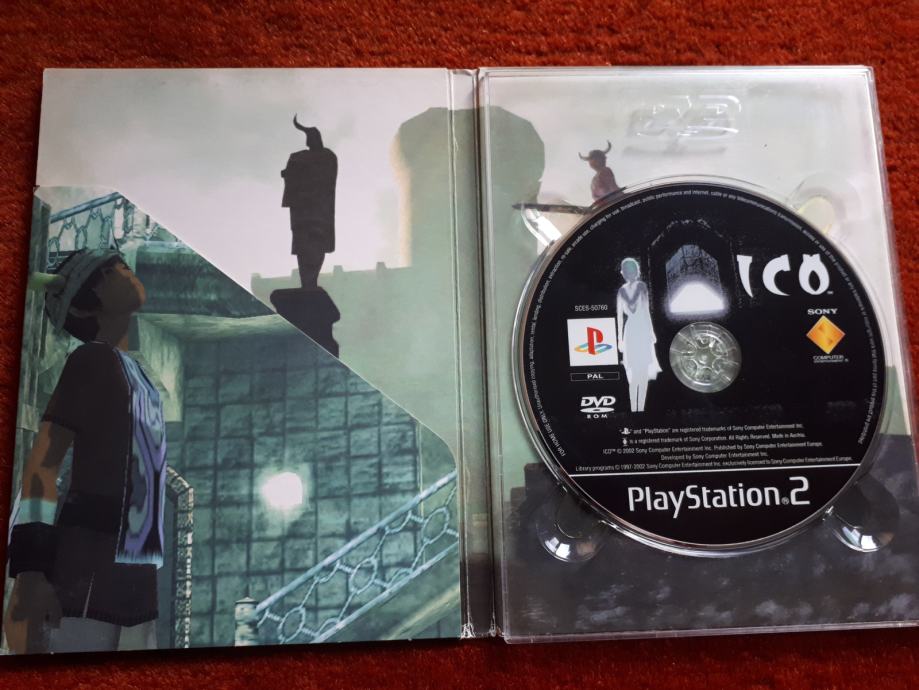 ICO
SCES-50760
SONY
COMPUTER
ENTERTAINMENT
PAL
DVD
ROM
and "PlayStation" are registered trademarks of Sony Computer Entertainment Inc.
is a registered trademark of Sony Corporation. All Rights Reserved. Made in Austria.
ICO™ © 2002 Sony Computer Entertainment Inc. Published by Sony Computer Entertainment Europe.
Developed by Sony Computer Entertainment Inc.
Library programs © 1997-2002 Sony Computer Entertainment Inc. exclusively licensed to Sony Computer Entertainment Europe.
PlayStation®2